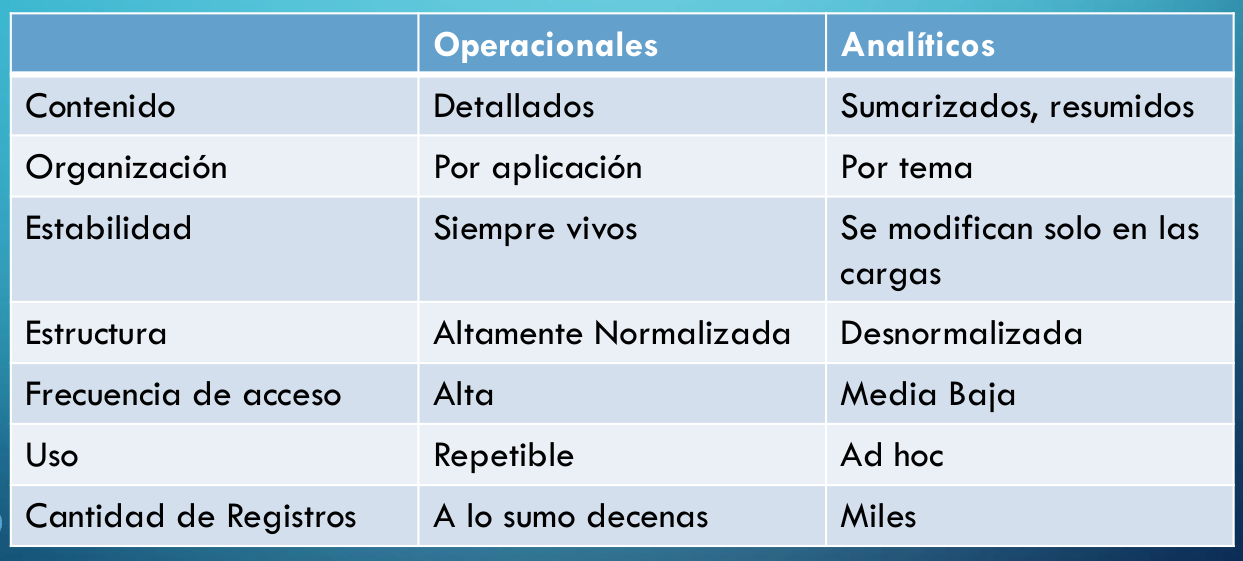 Operacionales Analíticos
Contenido Detallados Sumarizados, resumidos
Organización Por aplicación Por tema
Estabilidad Siempre vivos Se modifican solo en las
cargas
Estructura Altamente Normalizada Desnormalizada
Frecuencia de acceso Alta Media Baja
Uso Repetible Ad hoc
Cantidad de Registros A lo sumo decenas Miles